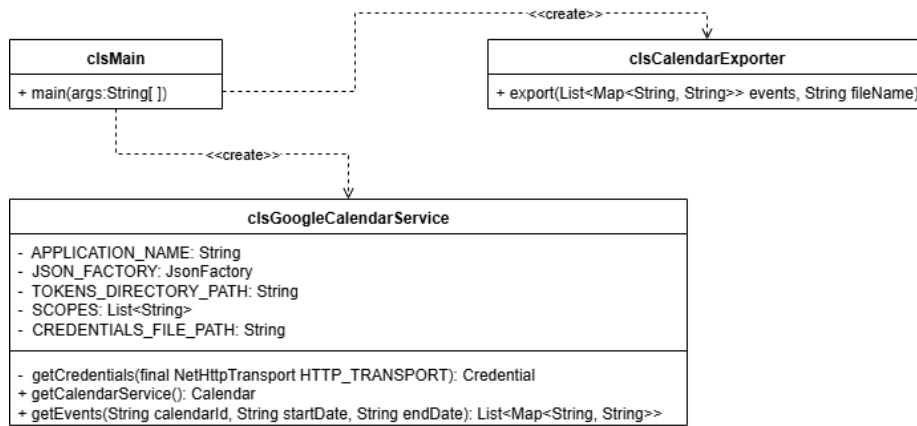 <<create>>
clsMain
+ main(args:String[ ])
clsCalendarExporter
+ export(List<Map<String, String>> events, String fileName)
<<create>>
clsGoogleCalendarService
- APPLICATION_NAME: String
- JSON_FACTORY: JsonFactory
- TOKENS_DIRECTORY_PATH: String
- SCOPES: List<String>
- CREDENTIALS_FILE_PATH: String
- getCredentials(final NetHttpTransport HTTP_TRANSPORT): Credential
+ getCalendarService(): Calendar
+ getEvents(String calendarId, String startDate, String endDate): List<Map<String, String>>